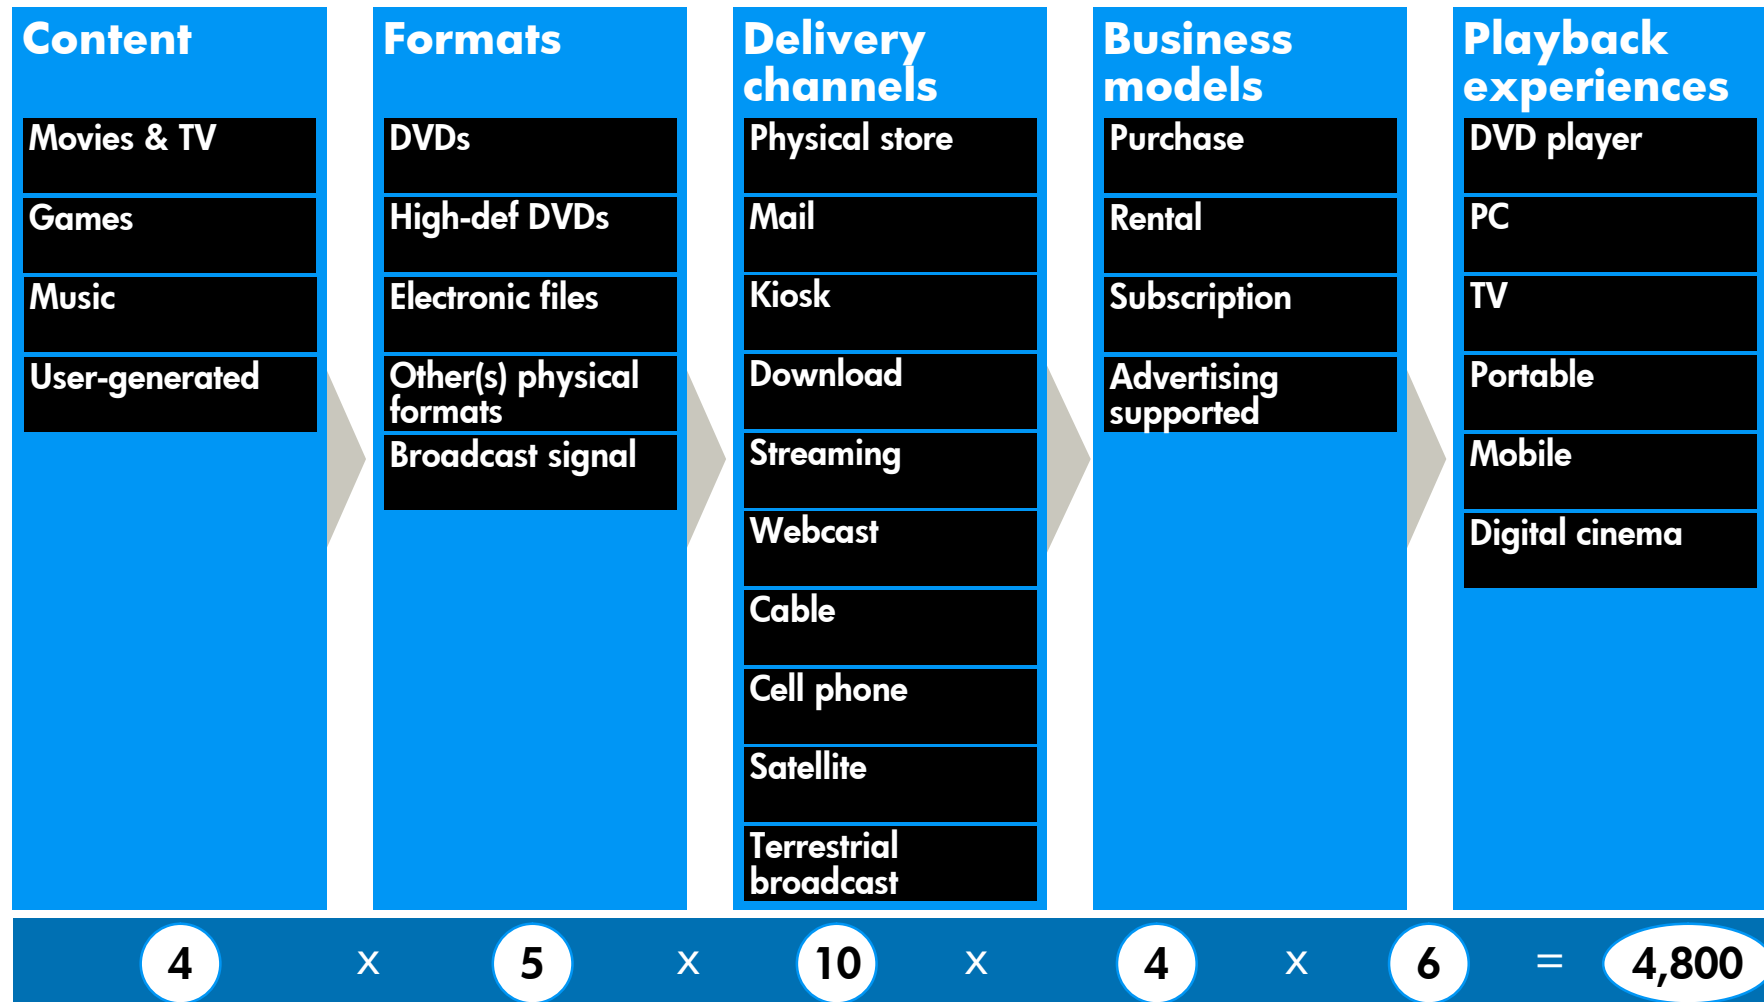 Content
Movies & TV
Games
Music
User-generated
Formats
DVDs
High-def DVDs
Electronic files
Other(s) physical
formats
Broadcast signal
Delivery
channels
Physical store
Mail
Kiosk
Download
Streaming
Webcast
Cable
Cell phone
Satellite
Terrestrial
broadcast
Business
models
Purchase
Rental
Subscription
Advertising
supported
Playback
experiences
DVD player
PC
TV
Portable
Mobile
Digital cinema
4 x 5 x 10 x 4 x 6 = 4,800